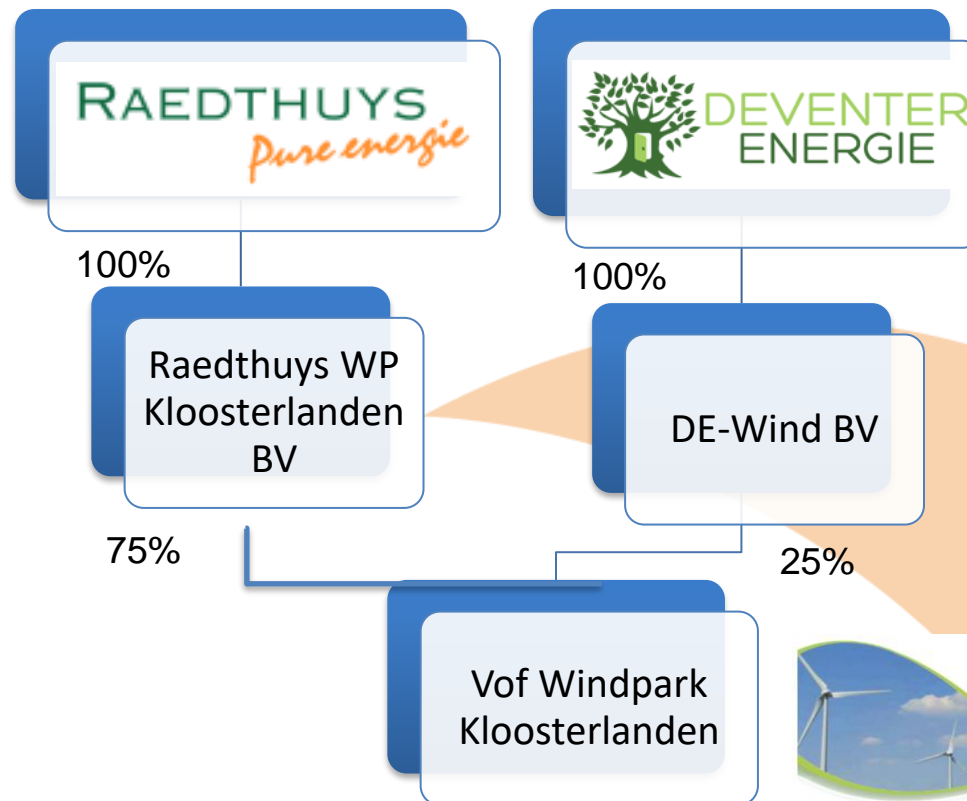 RAEDTHUYS
Pure energie
DEVENTER
ENERGIE
100%
100%
Raedthuys WP
Kloosterlanden
BV
DE-Wind BV
75%
25%
Vof Windpark
Kloosterlanden